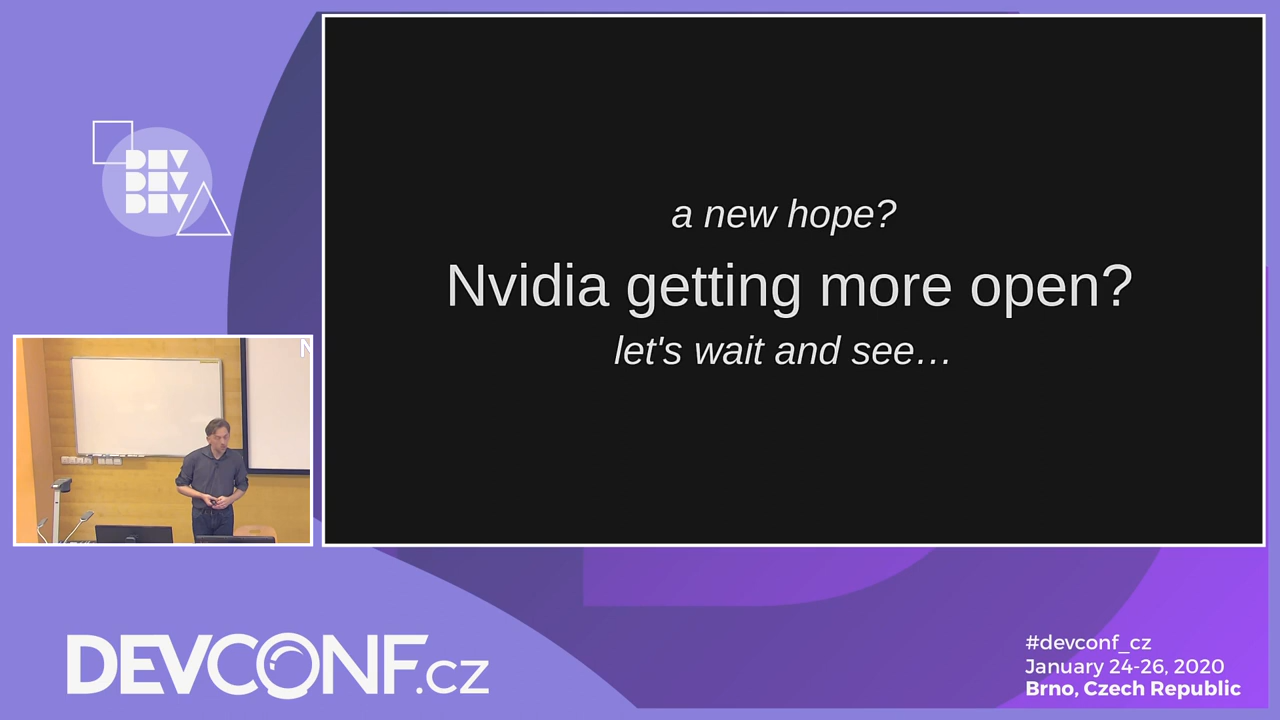 DEV
DEV
DEV
a new hope?
Nvidia getting more open?
let's wait and see…
N
DEVCONF.cz
#devconf_cz
January 24-26, 2020
Brno, Czech Republic